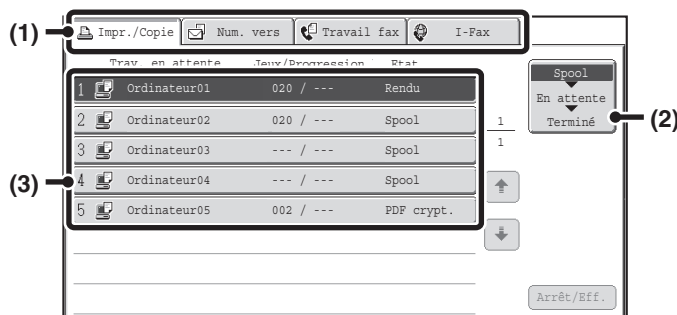 (1) Impr./Copie Num. vers Travail fax I-Fax
Trav. en attente Jeux/Progression Etat
1 Ordinateur01 020 / --- Rendu
2 Ordinateur02 020 / --- Spool
3 Ordinateur03 --- / --- Spool
(3) 4 Ordinateur04 --- / --- Spool
5 Ordinateur05 002 / --- PDF crypt.
1
1
Spool
En attente
Terminé
(2)
Arrêt/Eff.